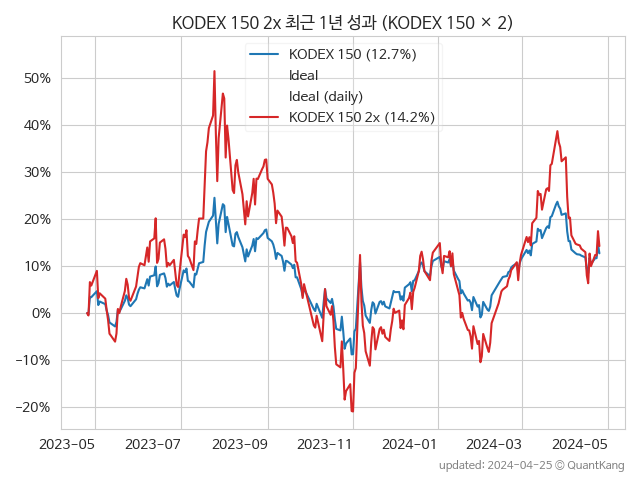 KODEX 150 2x 최근 1년 성과 (KODEX 150 × 2)
KODEX 150 (12.7%)
Ideal
Ideal (daily)
KODEX 150 2x (14.2%)
50%
40%
30%
20%
10%
0%
−10%
−20%
2023-05 2023-07 2023-09 2023-11 2024-01 2024-03 2024-05
updated: 2024-04-25 © QuantKang